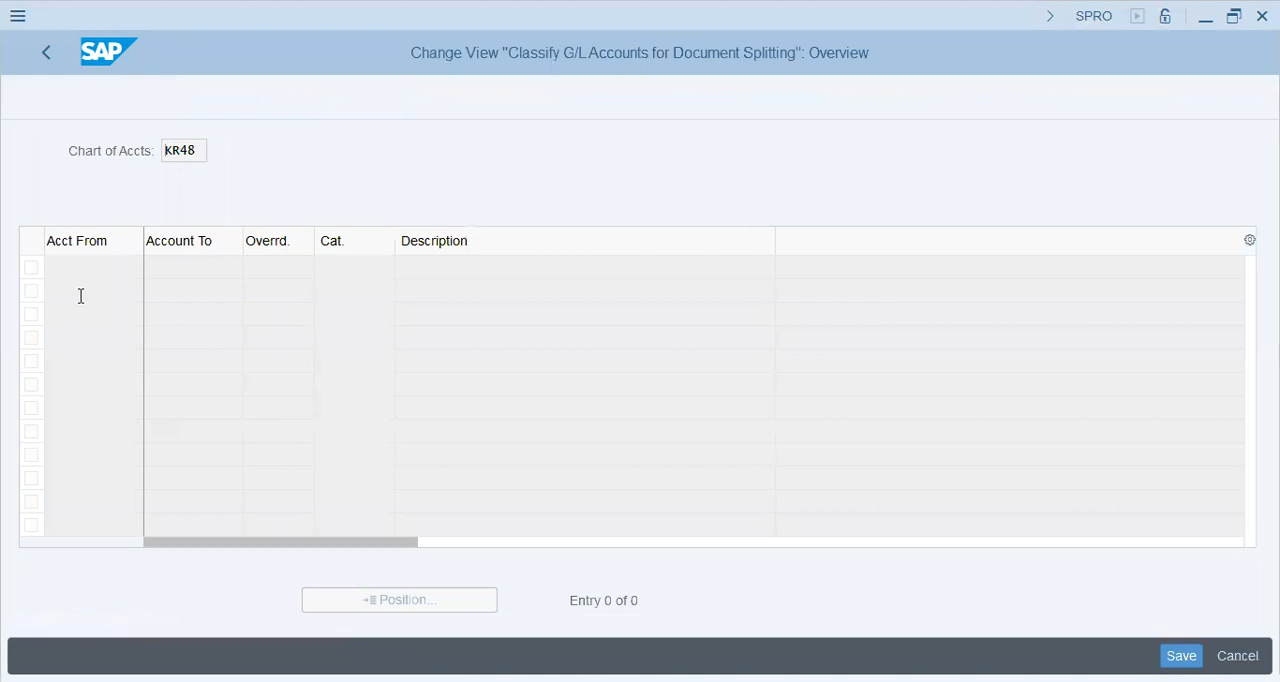 SPRO
SAP
Change View "Classify G/L Accounts for Document Splitting": Overview
Chart of Accts: KR48
Acct From Account To Overrd. Cat. Description
Position... Entry 0 of 0
Save Cancel